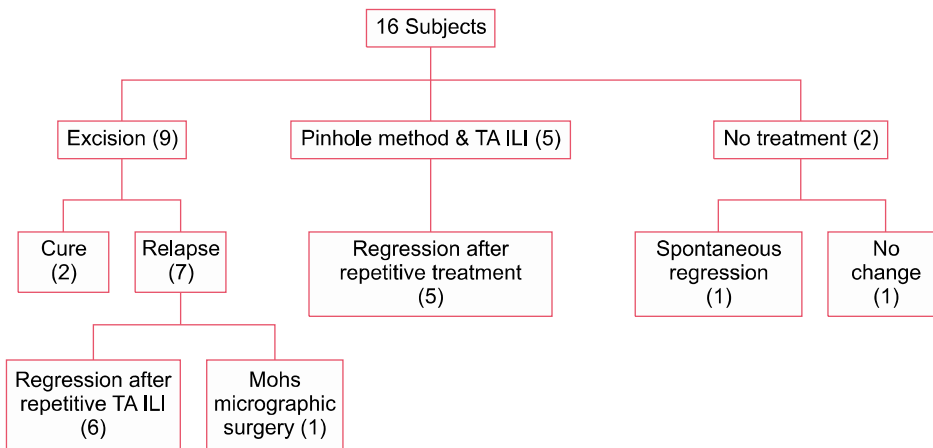 16 Subjects
Excision (9)
Pinhole method & TA ILI (5)
No treatment (2)
Cure
(2)
Relapse
(7)
Regression after
repetitive treatment
(5)
Spontaneous
regression
(1)
No
change
(1)
Regression after
repetitive TA ILI
(6)
Mohs
micrographic
surgery (1)